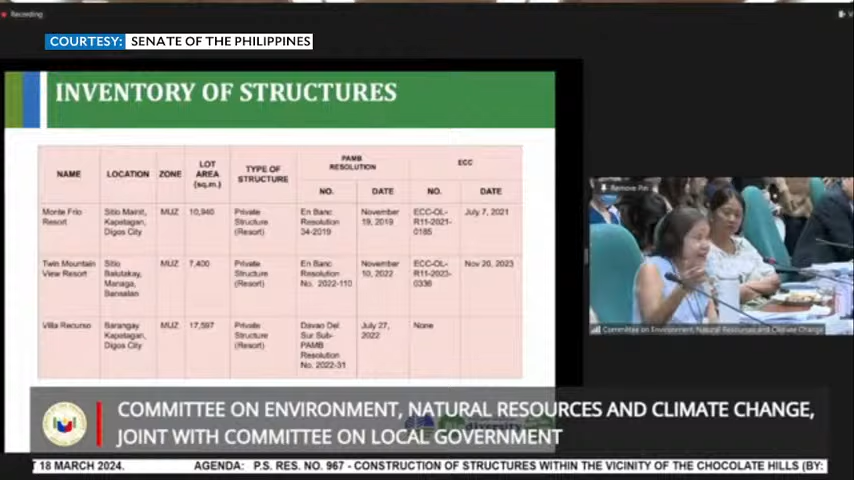 Recording
COURTESY: SENATE OF THE PHILIPPINES
INVENTORY OF STRUCTURES
NAME LOCATION ZONE LOT AREA (sq.m.) TYPE OF STRUCTURE PAMB RESOLUTION ECC
NO. DATE NO. DATE
Monte Frio Resort Sitio Mainit, Kapatagan, Digos City MUZ 10,940 Private Structure (Resort) En Banc Resolution 34-2019 November 19, 2019 ECC-OL-R11-2021-0185 July 7, 2021
Twin Mountain View Resort Sitio Balutakay, Managa, Bansalan MUZ 7,400 Private Structure (Resort) En Banc Resolution No. 2022-110 November 10, 2022 ECC-OL-R11-2023-0336 Nov 20, 2023
Villa Recurso Barangay Kapatagan, Digos City MUZ 17,597 Private Structure (Resort) Davao Del Sur Sub-PAMB Resolution No. 2022-31 July 27, 2022 None
Remove Pin
Committee on Environment, Natural Resources and Climate Change
COMMITTEE ON ENVIRONMENT, NATURAL RESOURCES AND CLIMATE CHANGE,
JOINT WITH COMMITTEE ON LOCAL GOVERNMENT
T 18 MARCH 2024. AGENDA: P.S. RES. NO. 967 - CONSTRUCTION OF STRUCTURES WITHIN THE VICINITY OF THE CHOCOLATE HILLS (BY: